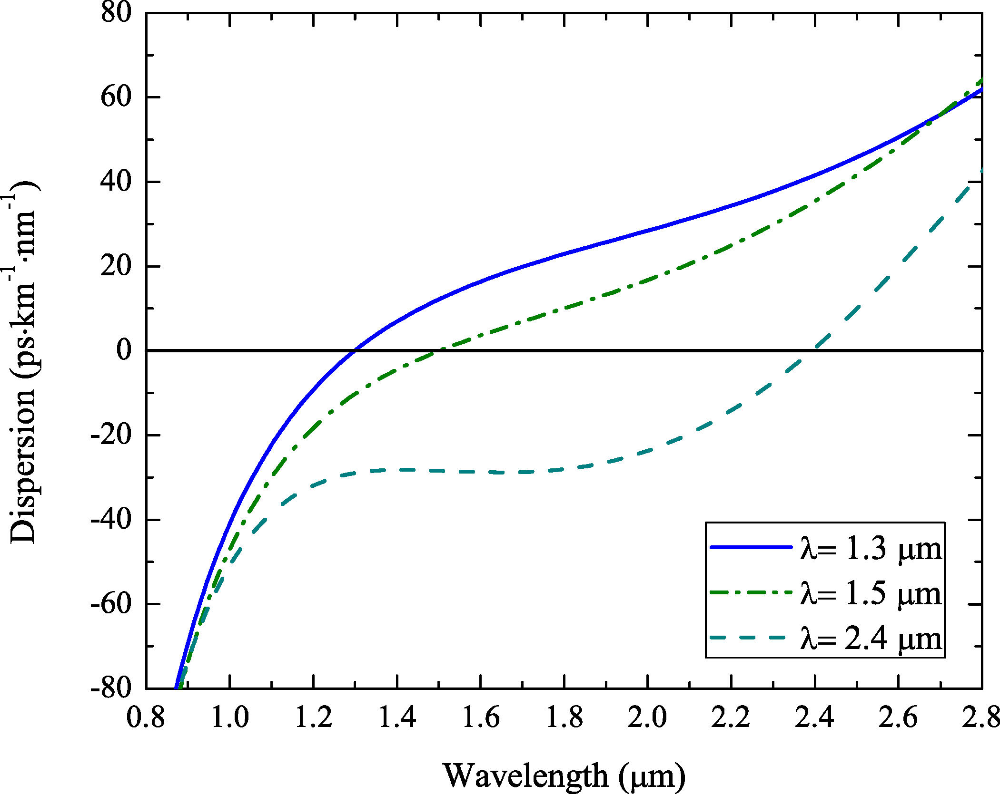 80
60
40
20
0
-20
-40
-60
-80
Dispersion (ps·km⁻¹·nm⁻¹)
λ= 1.3 μm
λ= 1.5 μm
λ= 2.4 μm
0.8 1.0 1.2 1.4 1.6 1.8 2.0 2.2 2.4 2.6 2.8
Wavelength (μm)